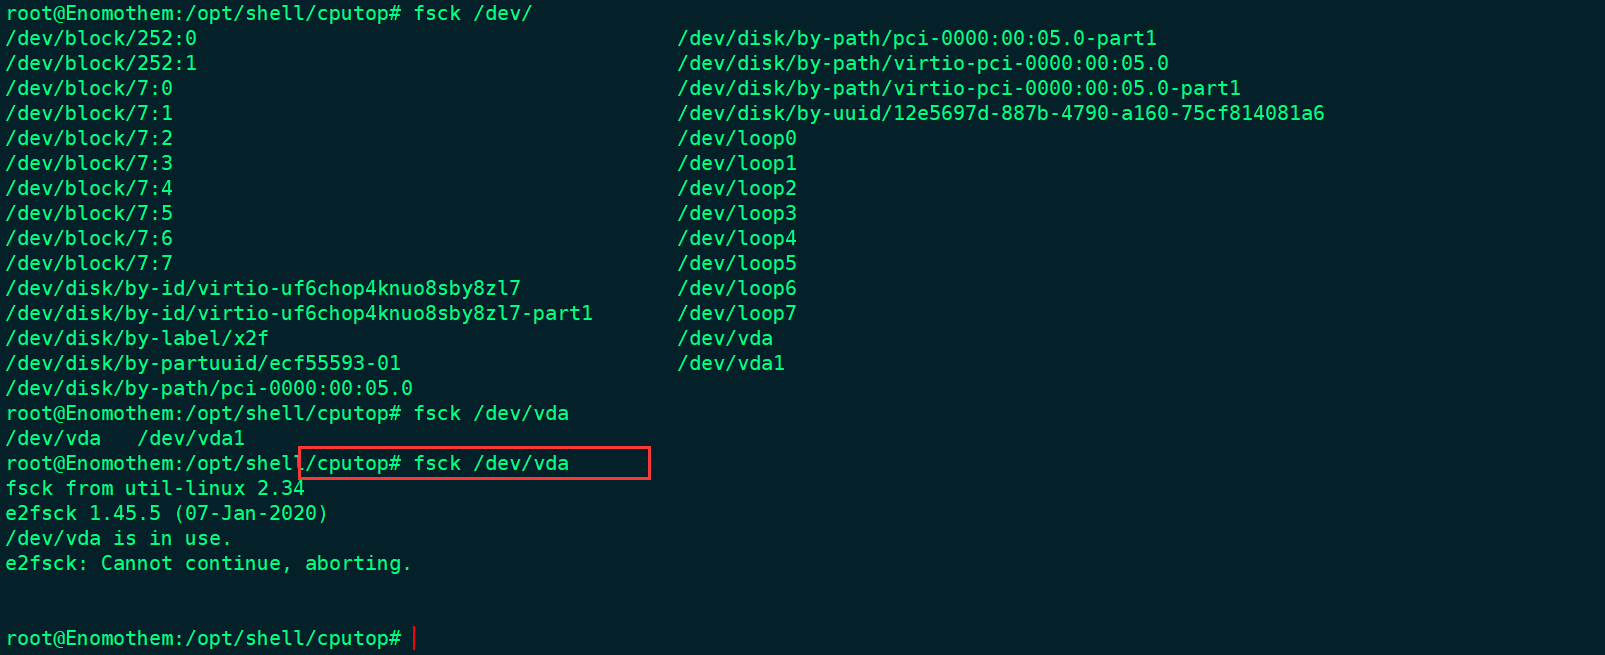 root@Enomothem:/opt/shell/cputop# fsck /dev/
/dev/block/252:0 /dev/disk/by-path/pci-0000:00:05.0-part1
/dev/block/252:1 /dev/disk/by-path/virtio-pci-0000:00:05.0
/dev/block/7:0 /dev/disk/by-path/virtio-pci-0000:00:05.0-part1
/dev/block/7:1 /dev/disk/by-uuid/12e5697d-887b-4790-a160-75cf814081a6
/dev/block/7:2 /dev/loop0
/dev/block/7:3 /dev/loop1
/dev/block/7:4 /dev/loop2
/dev/block/7:5 /dev/loop3
/dev/block/7:6 /dev/loop4
/dev/block/7:7 /dev/loop5
/dev/disk/by-id/virtio-uf6chop4knuo8sby8zl7 /dev/loop6
/dev/disk/by-id/virtio-uf6chop4knuo8sby8zl7-part1 /dev/loop7
/dev/disk/by-label/x2f /dev/vda
/dev/disk/by-partuuid/ecf55593-01 /dev/vda1
/dev/disk/by-path/pci-0000:00:05.0
root@Enomothem:/opt/shell/cputop# fsck /dev/vda
/dev/vda /dev/vda1
root@Enomothem:/opt/shell/cputop# fsck /dev/vda
fsck from util-linux 2.34
e2fsck 1.45.5 (07-Jan-2020)
/dev/vda is in use.
e2fsck: Cannot continue, aborting.
root@Enomothem:/opt/shell/cputop#